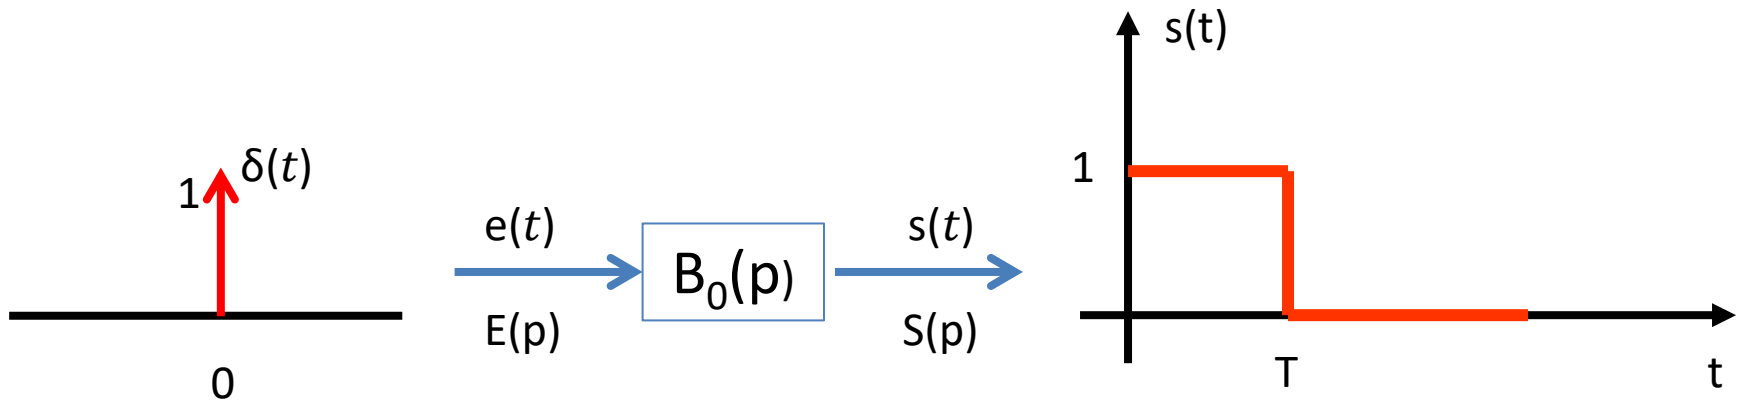 1 δ(t)
0
e(t)
E(p)
B₀(p)
s(t)
S(p)
s(t)
1
T
t